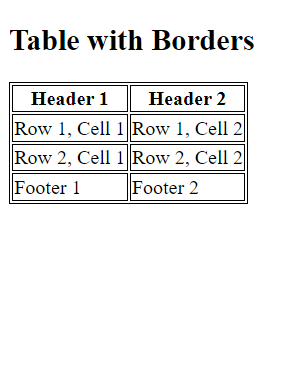 Table with Borders
Header 1 Header 2
Row 1, Cell 1 Row 1, Cell 2
Row 2, Cell 1 Row 2, Cell 2
Footer 1 Footer 2